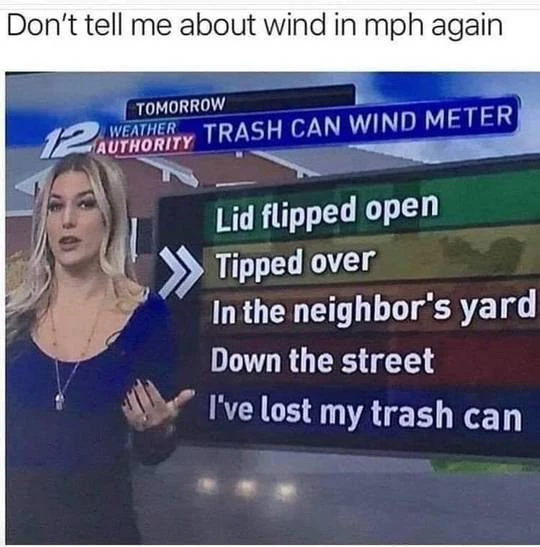 Don't tell me about wind in mph again
TOMORROW
12 WEATHER AUTHORITY
TRASH CAN WIND METER
Lid flipped open
Tipped over
In the neighbor's yard
Down the street
I've lost my trash can